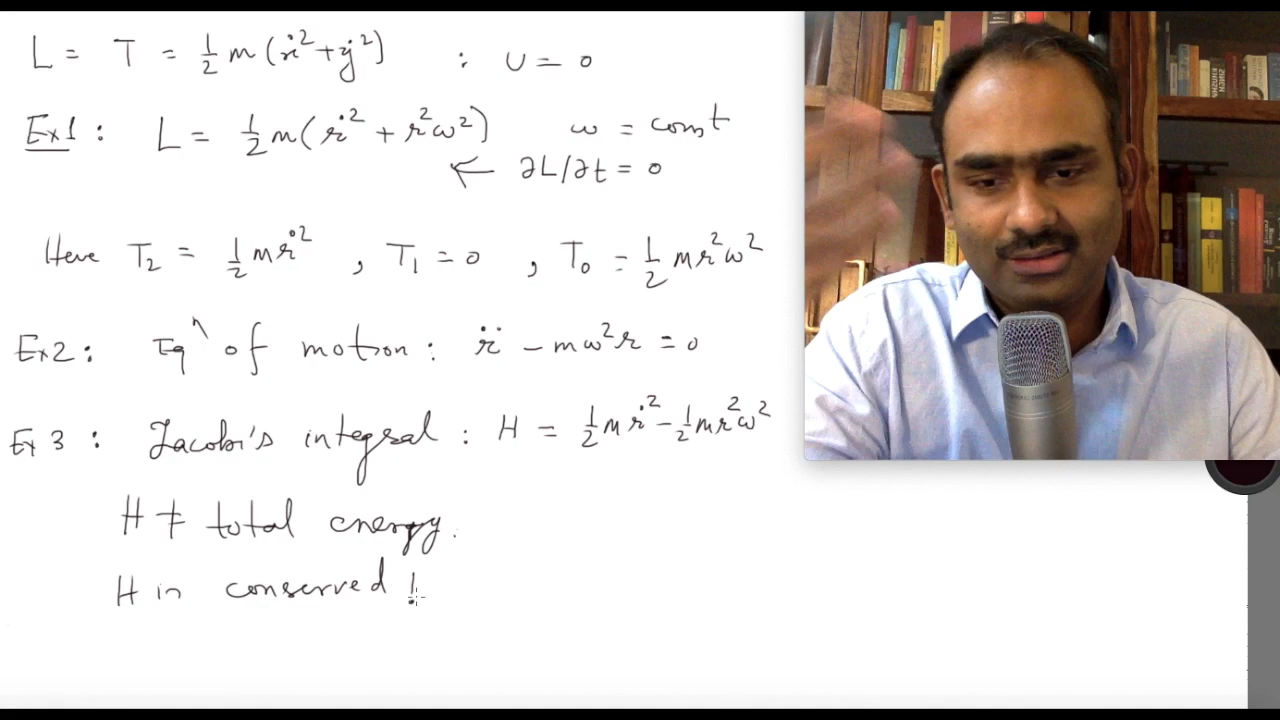 L = T = ½ m (ẋ² + ẏ²) : U = 0
Ex1 : L = ½ m (ṙ² + r²ω²) ω = const
← ∂L/∂t = 0
Here T₂ = ½ m ṙ² , T₁ = 0 , T₀ = ½ m r² ω²
Ex2 : Eqⁿ of motion : r̈ − mω²r = 0
Ex 3 : Jacobi's integral : H = ½ m ṙ² − ½ m r² ω²
H ≠ total energy.
H is conserved !